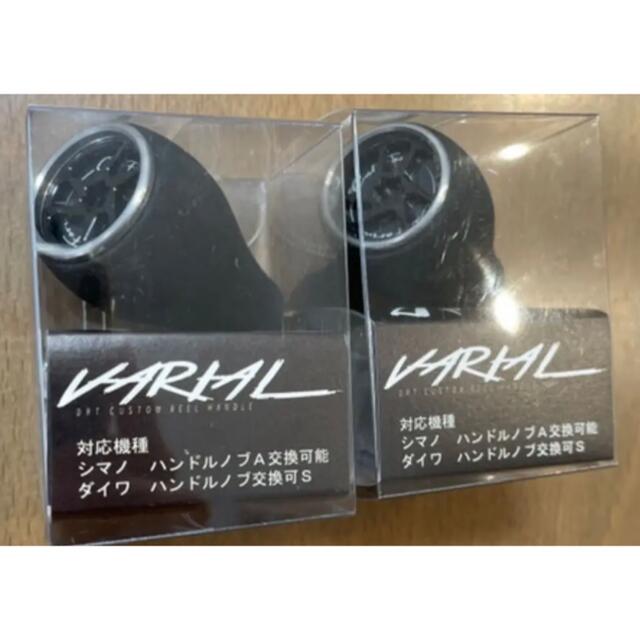 VARIAL
DRT CUSTOM REEL HANDLE
対応機種
シマノ ハンドルノブA交換可能
ダイワ ハンドルノブ交換可S
VARIAL
DRT CUSTOM REEL HANDLE
対応機種
シマノ ハンドルノブA交換可能
ダイワ ハンドルノブ交換可S